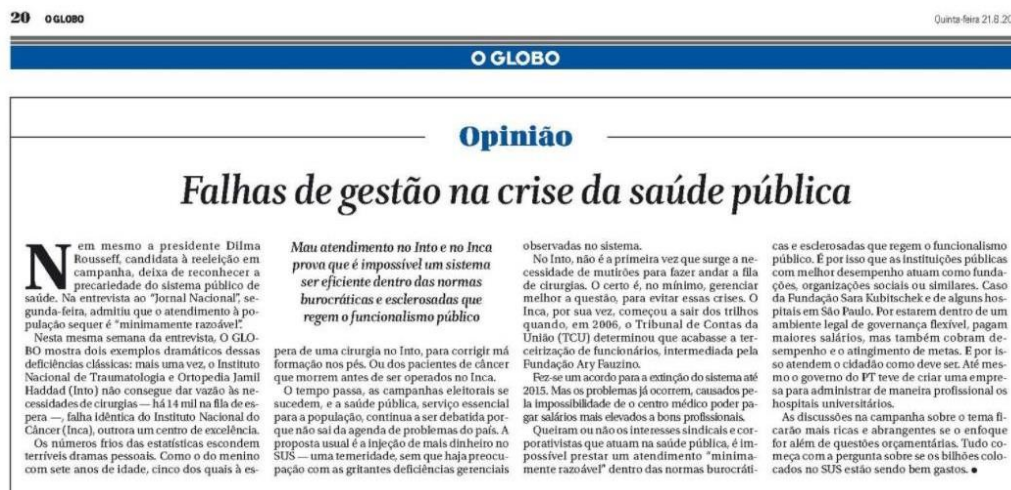 20 O GLOBO
Quinta-feira 21.8.20
O GLOBO
Opinião
Falhas de gestão na crise da saúde pública
Nem mesmo a presidente Dilma
Rousseff, candidata à reeleição em
campanha, deixa de reconhecer a
precariedade do sistema público de
saúde. Na entrevista ao "Jornal Nacional", se-
gunda-feira, admitiu que o atendimento à po-
pulação sequer é "minimamente razoável".
Nesta mesma semana da entrevista, O GLO-
BO mostra dois exemplos dramáticos dessas
deficiências clássicas: mais uma vez, o Instituto
Nacional de Traumatologia e Ortopedia Jamil
Haddad (Into) não consegue dar vazão às ne-
cessidades de cirurgias — há 14 mil na fila de es-
pera —, falha idêntica do Instituto Nacional do
Câncer (Inca), outrora um centro de excelência.
Os números frios das estatísticas escondem
terríveis dramas pessoais. Como o do menino
com sete anos de idade, cinco dos quais à es-
Mau atendimento no Into e no Inca
prova que é impossível um sistema
ser eficiente dentro das normas
burocráticas e esclerosadas que
regem o funcionalismo público
pera de uma cirurgia no Into, para corrigir má
formação nos pés. Ou dos pacientes de câncer
que morrem antes de ser operados no Inca.
O tempo passa, as campanhas eleitorais se
sucedem, e a saúde pública, serviço essencial
para a população, continua a ser debatida por-
que não sai da agenda de problemas do país. A
proposta usual é a injeção de mais dinheiro no
SUS — uma temeridade, sem que haja preocu-
pação com as gritantes deficiências gerenciais
observadas no sistema.
No Into, não é a primeira vez que surge a ne-
cessidade de mutirões para fazer andar a fila
de cirurgias. O certo é, no mínimo, gerenciar
melhor a questão, para evitar essas crises. O
Inca, por sua vez, começou a sair dos trilhos
quando, em 2006, o Tribunal de Contas da
União (TCU) determinou que acabasse a ter-
ceirização de funcionários, intermediada pela
Fundação Ary Fauzino.
Fez-se um acordo para a extinção do sistema até
2015. Mas os problemas já ocorrem, causados pe-
la impossibilidade de o centro médico poder pa-
gar salários mais elevados a bons profissionais.
Queiram ou não os interesses sindicais e cor-
porativistas que atuam na saúde pública, é im-
possível prestar um atendimento "minima-
mente razoável" dentro das normas burocráti-
cas e esclerosadas que regem o funcionalismo
público. É por isso que as instituições públicas
com melhor desempenho atuam como funda-
ções, organizações sociais ou similares. Caso
da Fundação Sara Kubitschek e de alguns hos-
pitais em São Paulo. Por estarem dentro de um
ambiente legal de governança flexível, pagam
maiores salários, mas também cobram de-
sempenho e o atingimento de metas. E por is-
so atendem o cidadão como deve ser. Até mes-
mo o governo do PT teve de criar uma empre-
sa para administrar de maneira profissional os
hospitais universitários.
As discussões na campanha sobre o tema fi-
carão mais ricas e abrangentes se o enfoque
for além de questões orçamentárias. Tudo co-
meça com a pergunta sobre se os bilhões colo-
cados no SUS estão sendo bem gastos. ●